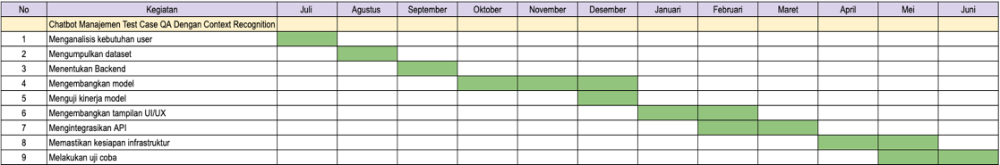 No Kegiatan Juli Agustus September Oktober November Desember Januari Februari Maret April Mei Juni
Chatbot Manajemen Test Case QA Dengan Context Recognition
1 Menganalisis kebutuhan user
2 Mengumpulkan dataset
3 Menentukan Backend
4 Mengembangkan model
5 Menguji kinerja model
6 Mengembangkan tampilan UI/UX
7 Mengintegrasikan API
8 Memastikan kesiapan infrastruktur
9 Melakukan uji coba